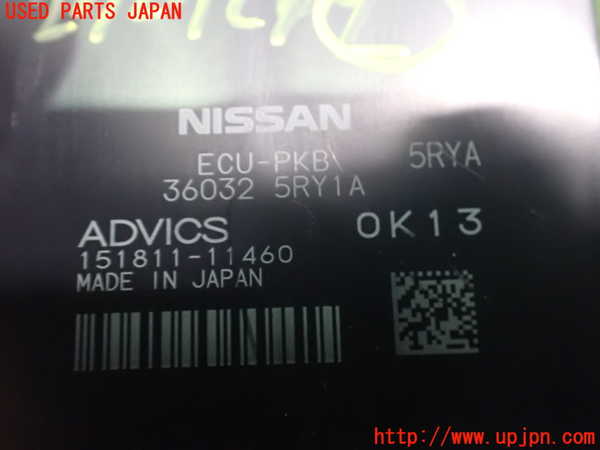 USED PARTS JAPAN
NISSAN
ECU-PKB 5RYA
36032 5RY1A
ADVICS OK13
151811-11460
MADE IN JAPAN
https://www.upjpn.com/